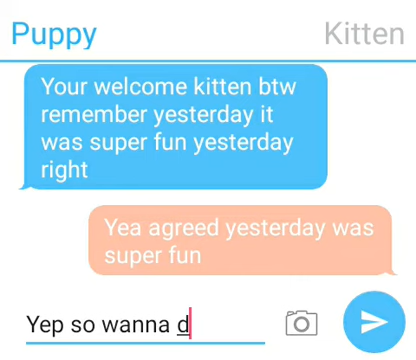 Puppy Kitten
Your welcome kitten btw
remember yesterday it
was super fun yesterday
right
Yea agreed yesterday was
super fun
Yep so wanna d